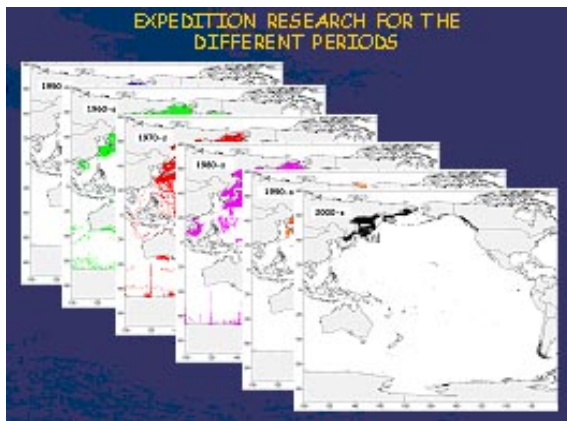 EXPEDITION RESEARCH FOR THE
DIFFERENT PERIODS
1950
1960-s
1970-s
1980-s
1990-s
2000-s